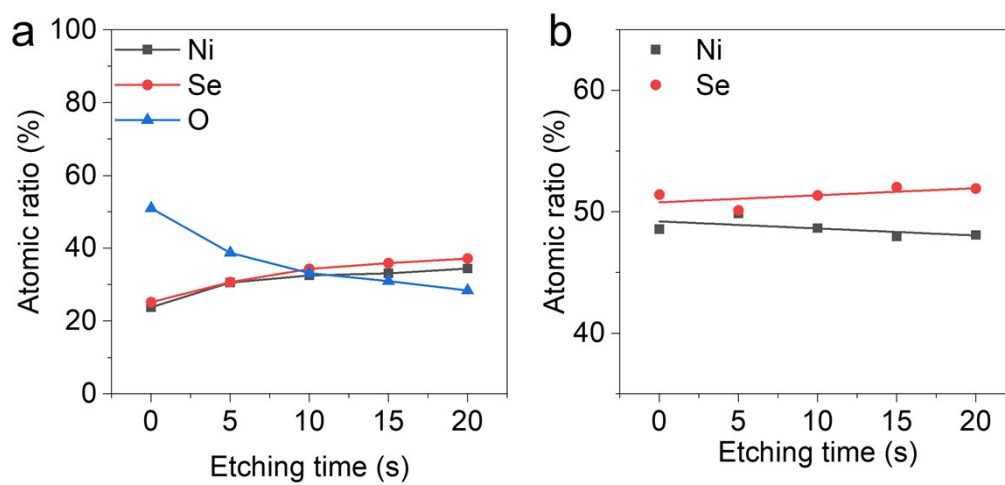 a
Ni
Se
O
100
80
60
40
20
0
Atomic ratio (%)
0 5 10 15 20
Etching time (s)
b
Ni
Se
60
50
40
Atomic ratio (%)
0 5 10 15 20
Etching time (s)